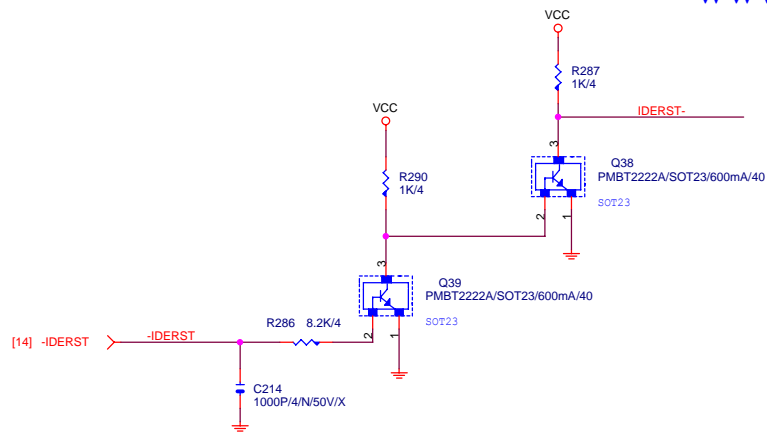 VCC
R287
1K/4
IDERST-
VCC
3
Q38
PMBT2222A/SOT23/600mA/40
R290
1K/4
SOT23
2
1
3
Q39
PMBT2222A/SOT23/600mA/40
R286 8.2K/4
SOT23
[14] -IDERST
-IDERST
2
1
C214
1000P/4/N/50V/X